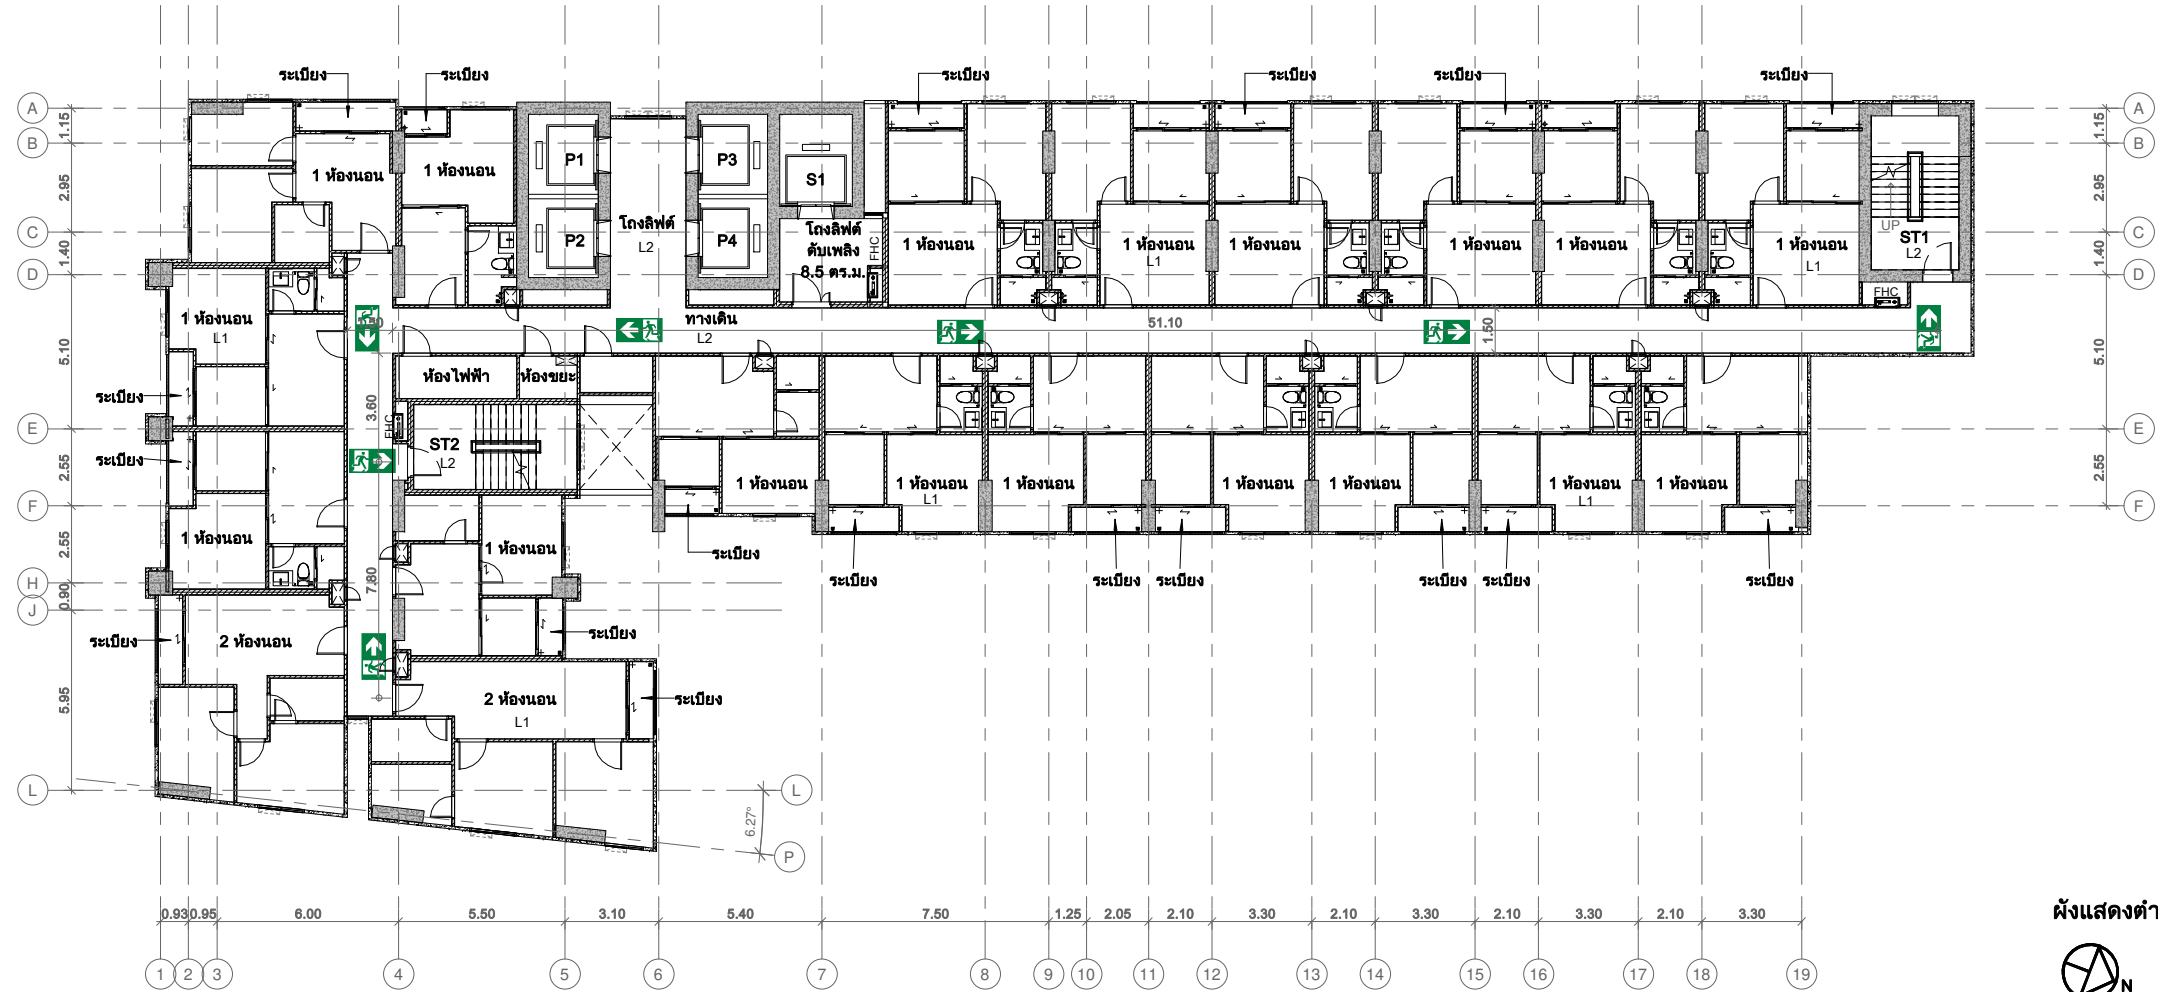 ระเบียง
ระเบียง
ระเบียง
ระเบียง
ระเบียง
ระเบียง
A
A
1.15
1.15
B
B
P1
P3
S1
1 ห้องนอน
1 ห้องนอน
2.95
2.95
โถงลิฟต์
L2
P2
P4
โถงลิฟต์
ดับเพลิง
8.5 ตร.ม.
FHC
UP
C
C
1 ห้องนอน
1 ห้องนอน
L1
1 ห้องนอน
1 ห้องนอน
L1
1 ห้องนอน
1 ห้องนอน
L1
ST1
L2
1.40
1.40
D
D
FHC
1 ห้องนอน
L1
1.50
ทางเดิน
L2
51.10
1.50
5.10
5.10
ห้องไฟฟ้า
ห้องขยะ
ระเบียง
3.60
FHC
E
E
ST2
L2
ระเบียง
2.55
2.55
1 ห้องนอน
1 ห้องนอน
L1
1 ห้องนอน
1 ห้องนอน
1 ห้องนอน
1 ห้องนอน
L1
1 ห้องนอน
F
F
1 ห้องนอน
1 ห้องนอน
ระเบียง
2.55
7.80
H
ระเบียง
ระเบียง
ระเบียง
ระเบียง
ระเบียง
ระเบียง
0.90
J
ระเบียง
2 ห้องนอน
ระเบียง
5.95
2 ห้องนอน
L1
ระเบียง
L
L
6.27°
P
0.93
0.95
6.00
5.50
3.10
5.40
7.50
1.25
2.05
2.10
3.30
2.10
3.30
2.10
3.30
2.10
3.30
ผังแสดงตำ
1
2
3
4
5
6
7
8
9
10
11
12
13
14
15
16
17
18
19
N